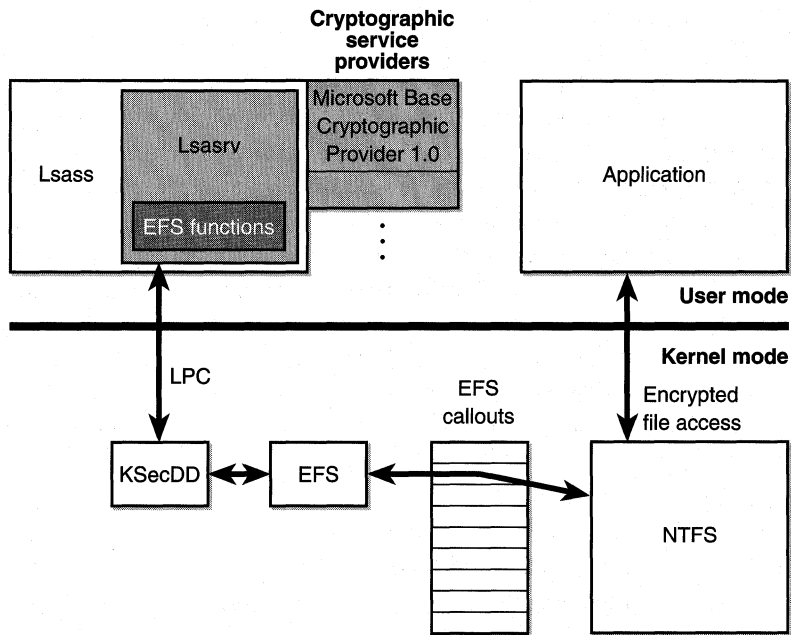 Cryptographic
service
providers
Microsoft Base
Cryptographic
Provider 1.0
Lsass
Lsasrv
EFS functions
Application
User mode
Kernel mode
LPC
EFS
callouts
Encrypted
file access
KSecDD
EFS
NTFS